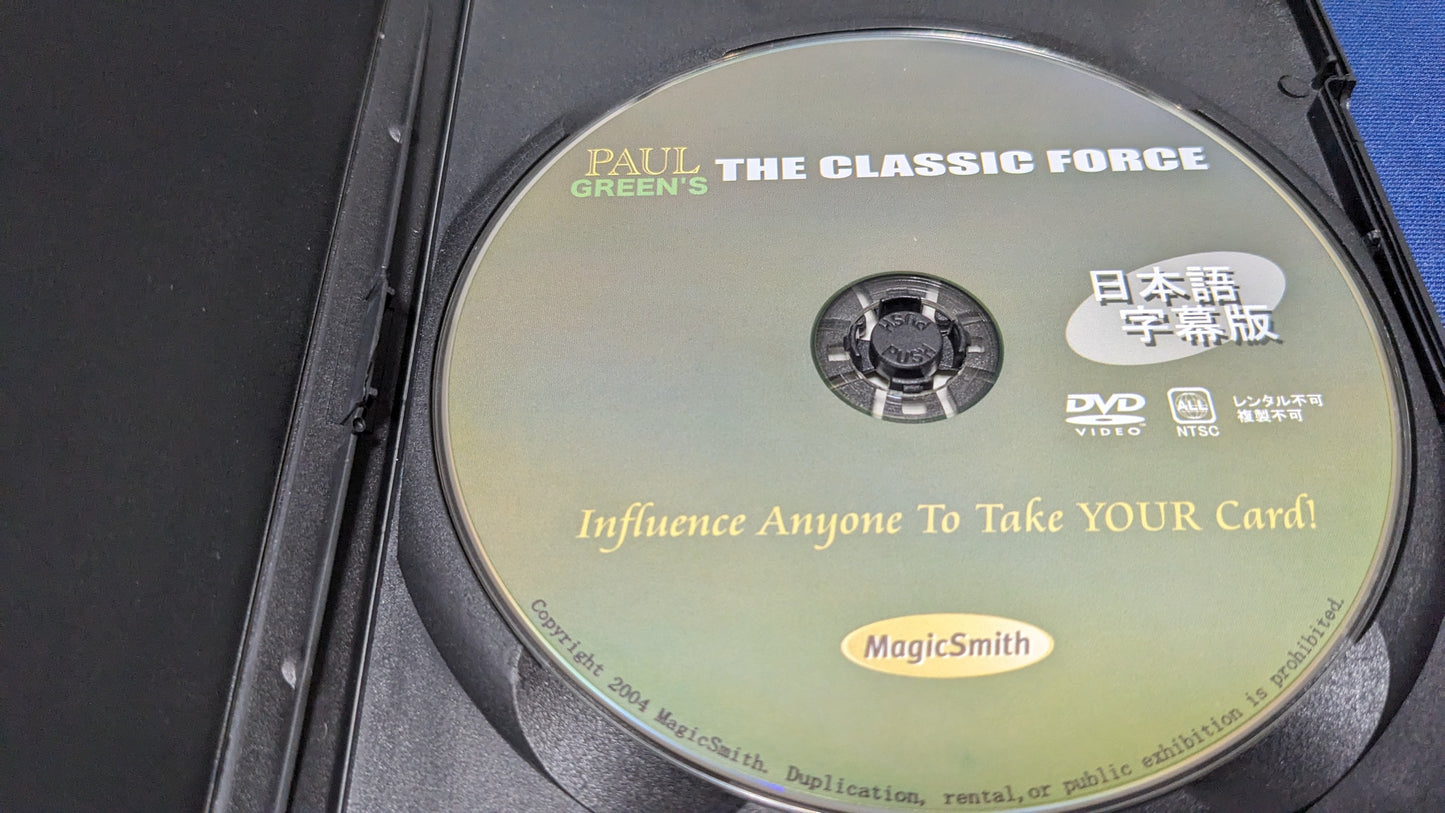 PAUL
GREEN'S THE CLASSIC FORCE
日本語
字幕版
PUSH
PUSH
DVD
VIDEO
ALL
NTSC
レンタル不可
複製不可
Influence Anyone To Take YOUR Card!
MagicSmith
Copyright 2004 MagicSmith. Duplication, rental,or public exhibition is prohibited.